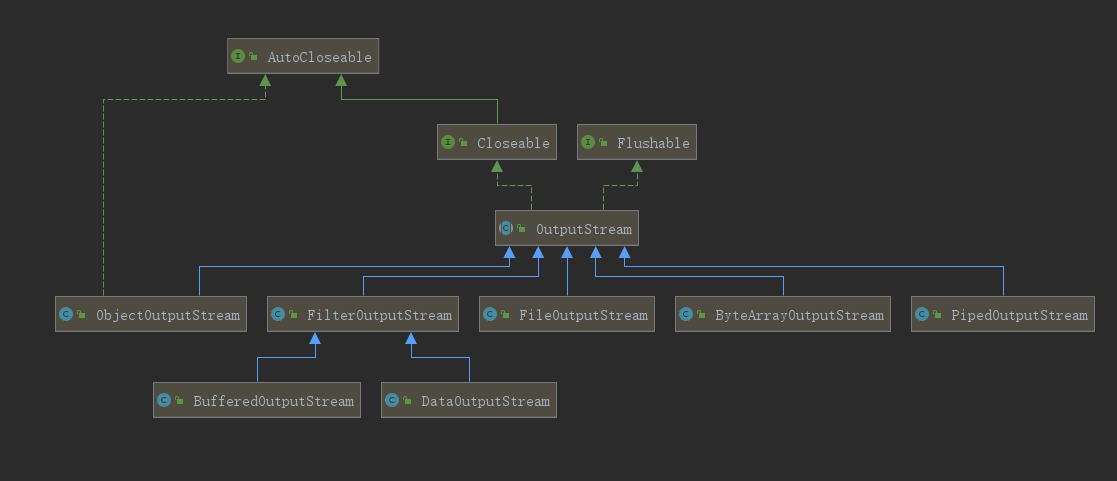 AutoCloseable
Closeable
Flushable
OutputStream
ObjectOutputStream
FilterOutputStream
FileOutputStream
ByteArrayOutputStream
PipedOutputStream
BufferedOutputStream
DataOutputStream